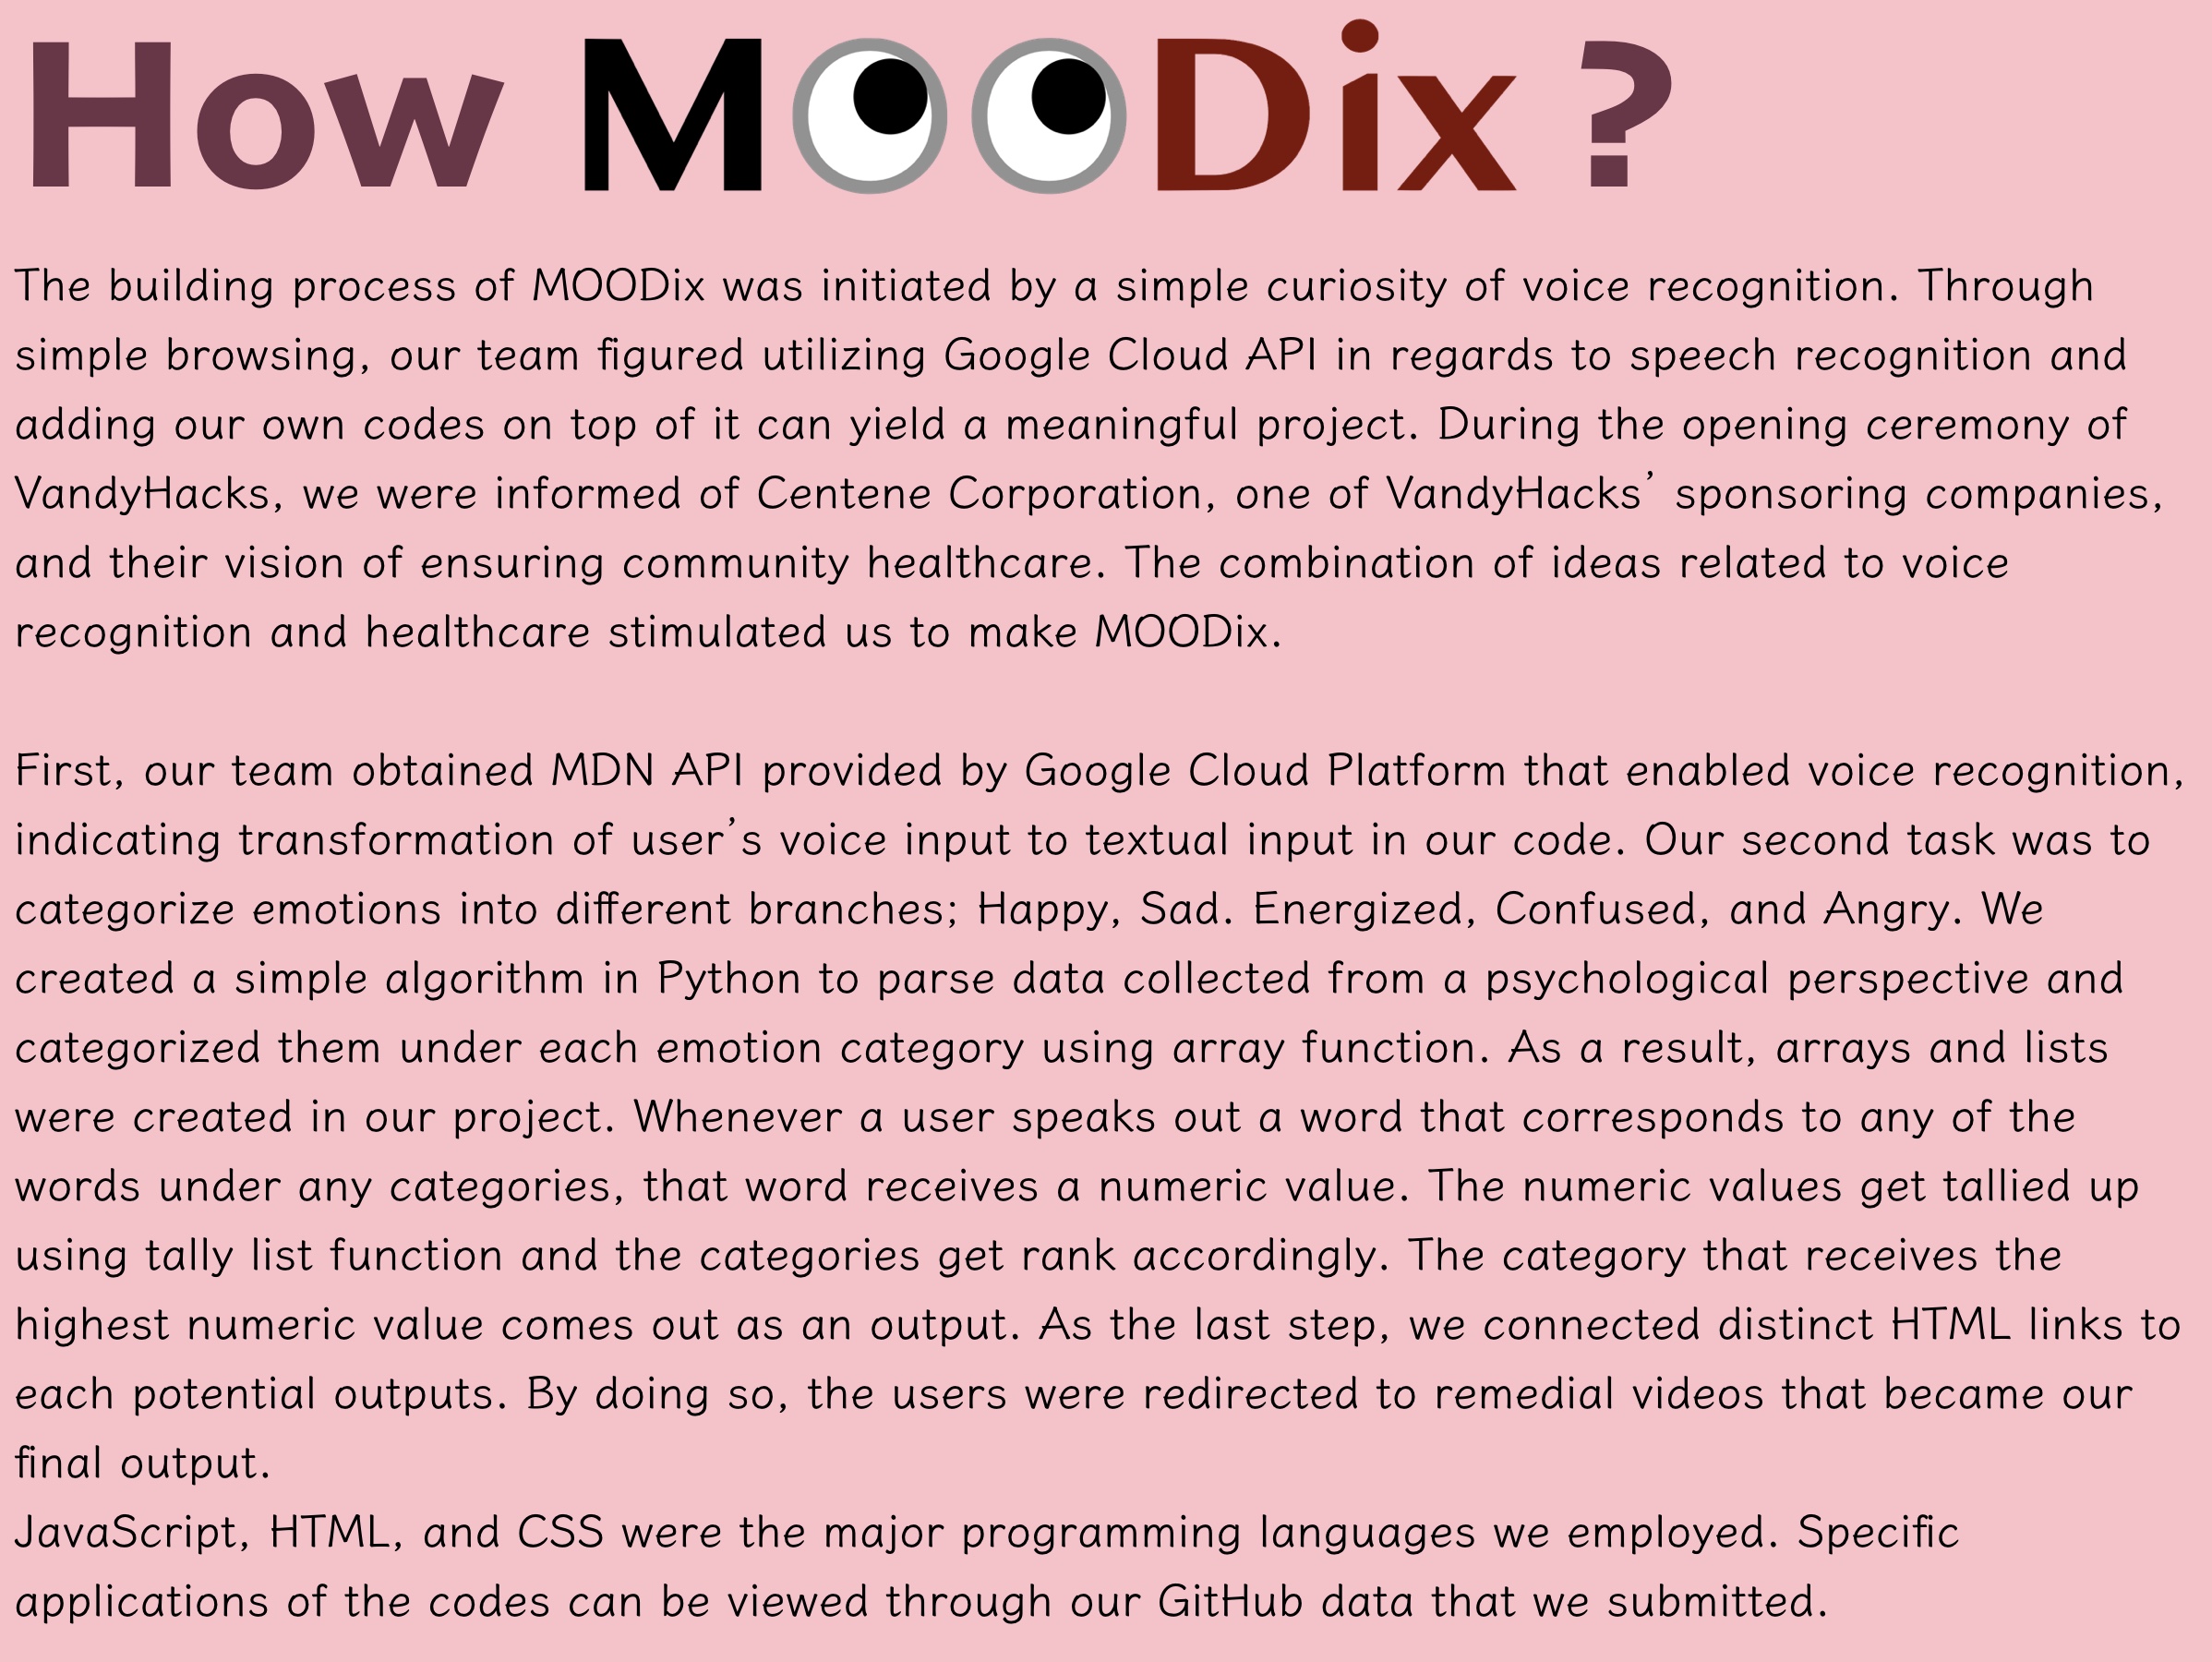 How MOODix ?
The building process of MOODix was initiated by a simple curiosity of voice recognition. Through
simple browsing, our team figured utilizing Google Cloud API in regards to speech recognition and
adding our own codes on top of it can yield a meaningful project. During the opening ceremony of
VandyHacks, we were informed of Centene Corporation, one of VandyHacks’ sponsoring companies,
and their vision of ensuring community healthcare. The combination of ideas related to voice
recognition and healthcare stimulated us to make MOODix.
First, our team obtained MDN API provided by Google Cloud Platform that enabled voice recognition,
indicating transformation of user’s voice input to textual input in our code. Our second task was to
categorize emotions into different branches; Happy, Sad. Energized, Confused, and Angry. We
created a simple algorithm in Python to parse data collected from a psychological perspective and
categorized them under each emotion category using array function. As a result, arrays and lists
were created in our project. Whenever a user speaks out a word that corresponds to any of the
words under any categories, that word receives a numeric value. The numeric values get tallied up
using tally list function and the categories get rank accordingly. The category that receives the
highest numeric value comes out as an output. As the last step, we connected distinct HTML links to
each potential outputs. By doing so, the users were redirected to remedial videos that became our
final output.
JavaScript, HTML, and CSS were the major programming languages we employed. Specific
applications of the codes can be viewed through our GitHub data that we submitted.